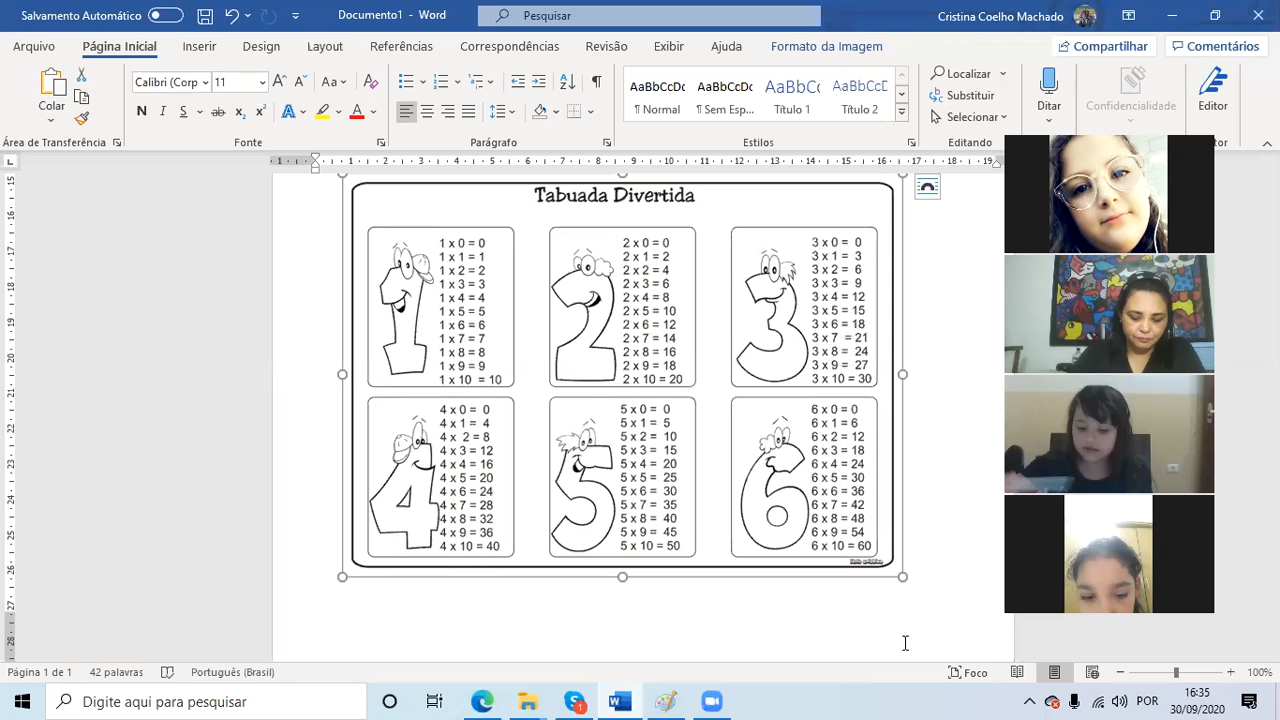 Salvamento Automático
Documento1 - Word
Pesquisar
Cristina Coelho Machado
Arquivo Página Inicial Inserir Design Layout Referências Correspondências Revisão Exibir Ajuda Formato da Imagem
Compartilhar Comentários
Colar
Calibri (Corp 11
Aa
N I S ab x₂ x²
AaBbCcDc AaBbCcDc AaBbCc AaBbCcD
¶ Normal ¶ Sem Esp... Título 1 Título 2
Localizar
Substituir
Selecionar
Ditar
Confidencialidade
Editor
Área de Transferência Fonte Parágrafo Estilos Editando
Tabuada Divertida
1 x 0 = 0
1 x 1 = 1
1 x 2 = 2
1 x 3 = 3
1 x 4 = 4
1 x 5 = 5
1 x 6 = 6
1 x 7 = 7
1 x 8 = 8
1 x 9 = 9
1 x 10 = 10
2 x 0 = 0
2 x 1 = 2
2 x 2 = 4
2 x 3 = 6
2 x 4 = 8
2 x 5 = 10
2 x 6 = 12
2 x 7 = 14
2 x 8 = 16
2 x 9 = 18
2 x 10 = 20
3 x 0 = 0
3 x 1 = 3
3 x 2 = 6
3 x 3 = 9
3 x 4 = 12
3 x 5 = 15
3 x 6 = 18
3 x 7 = 21
3 x 8 = 24
3 x 9 = 27
3 x 10 = 30
4 x 0 = 0
4 x 1 = 4
4 x 2 = 8
4 x 3 = 12
4 x 4 = 16
4 x 5 = 20
4 x 6 = 24
4 x 7 = 28
4 x 8 = 32
4 x 9 = 36
4 x 10 = 40
5 x 0 = 0
5 x 1 = 5
5 x 2 = 10
5 x 3 = 15
5 x 4 = 20
5 x 5 = 25
5 x 6 = 30
5 x 7 = 35
5 x 8 = 40
5 x 9 = 45
5 x 10 = 50
6 x 0 = 0
6 x 1 = 6
6 x 2 = 12
6 x 3 = 18
6 x 4 = 24
6 x 5 = 30
6 x 6 = 36
6 x 7 = 42
6 x 8 = 48
6 x 9 = 54
6 x 10 = 60
Página 1 de 1 42 palavras Português (Brasil)
Foco
100%
Digite aqui para pesquisar
POR
16:35
30/09/2020